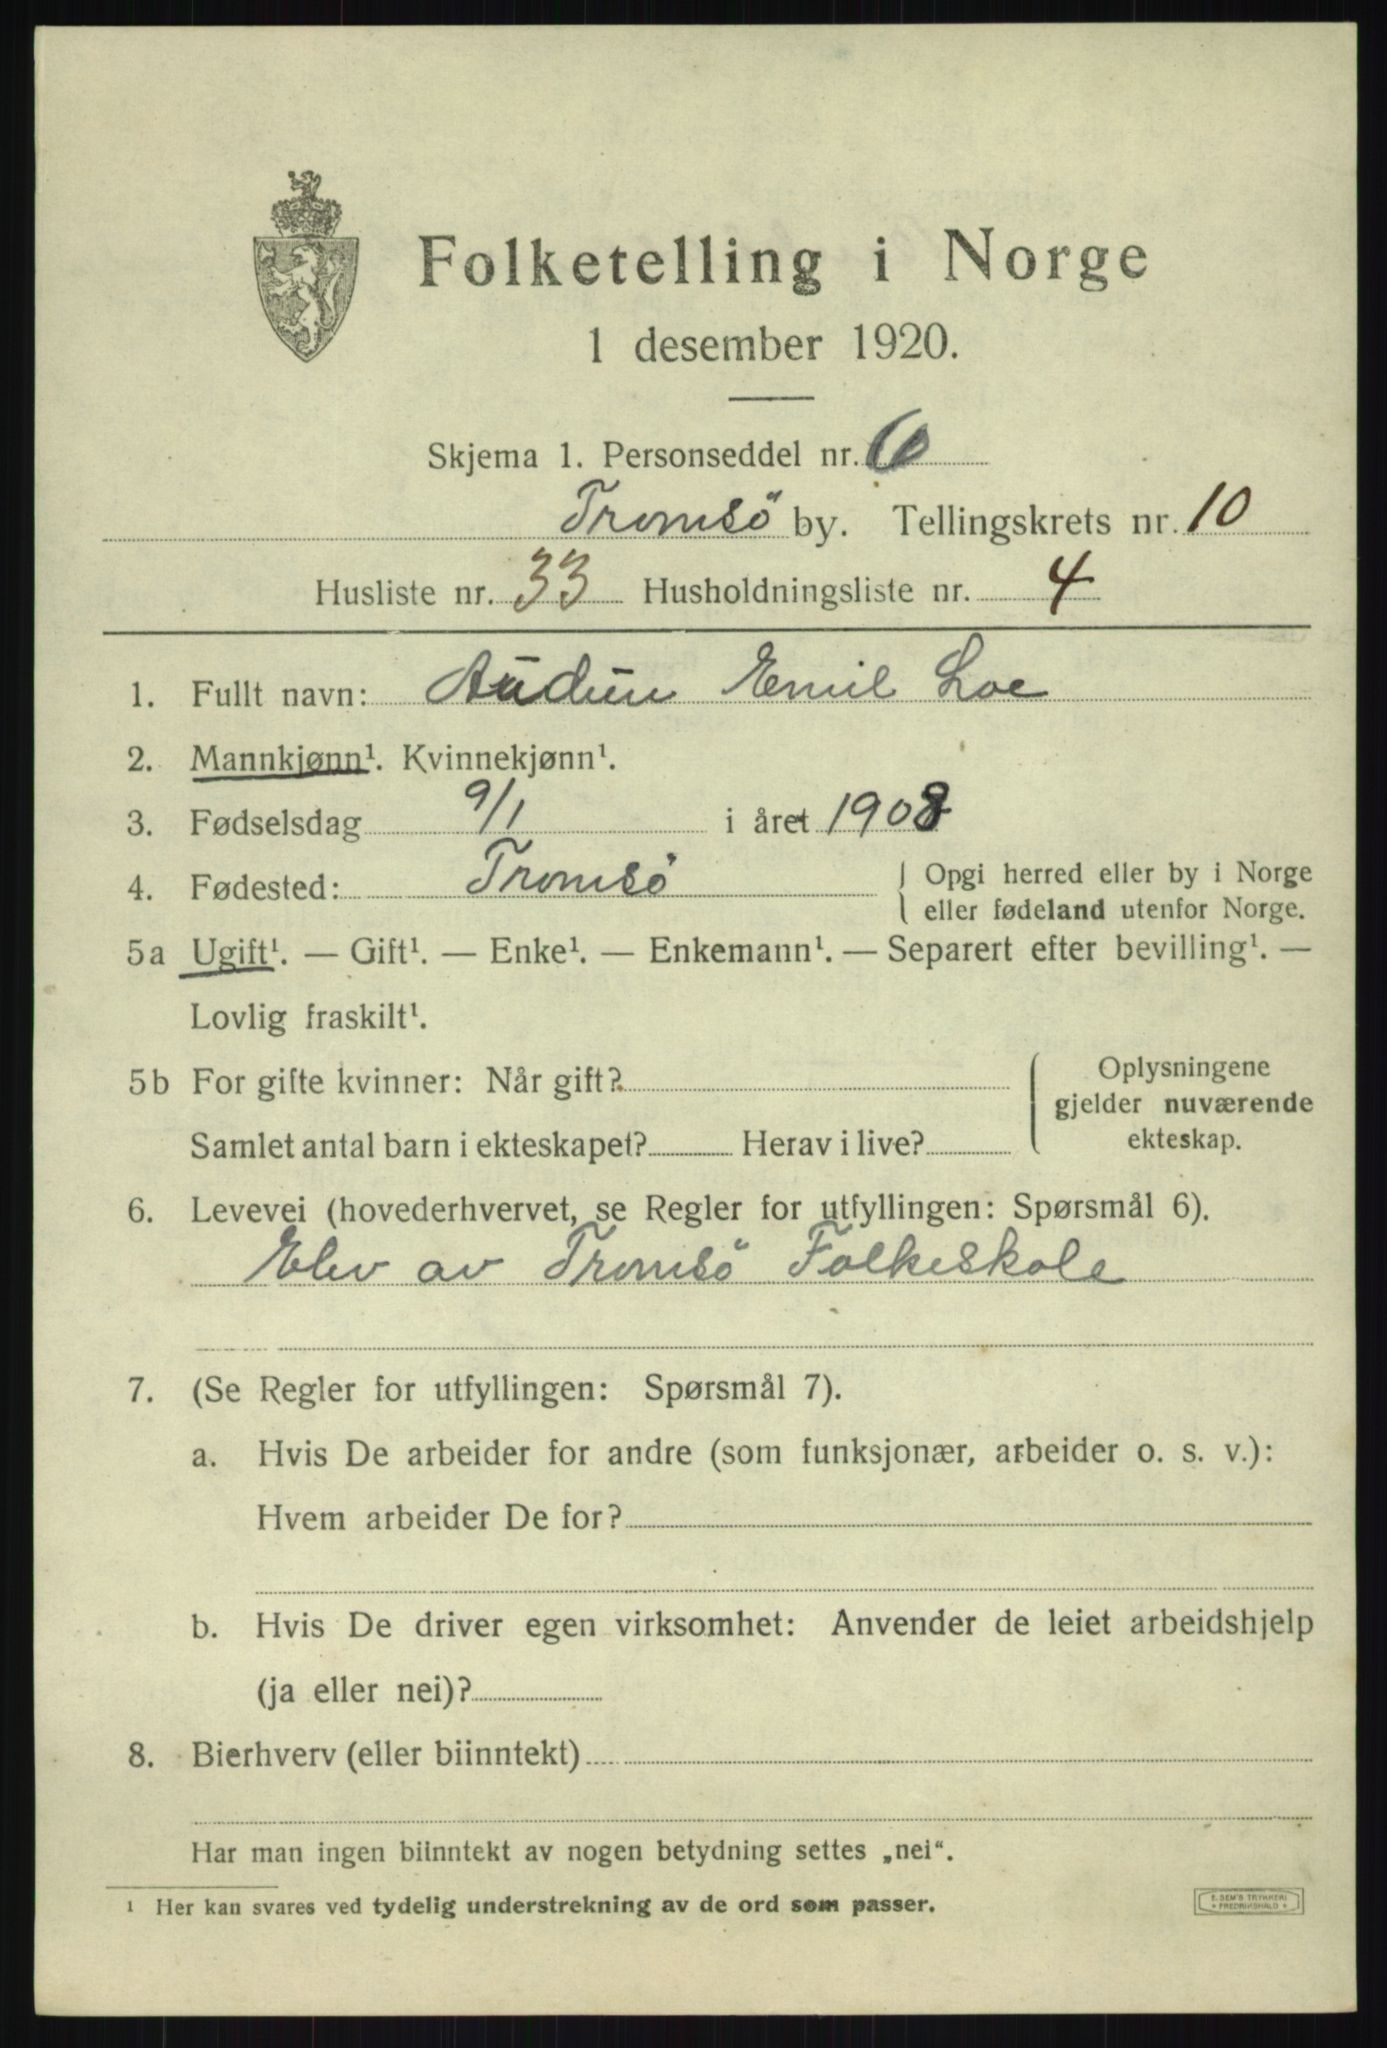 Folketelling i Norge
1 desember 1920.
Skjema 1. Personseddel nr. 6
Tromsö by. Tellingskrets nr. 10
Husliste nr. 33 Husholdningsliste nr. 4
1. Fullt navn: Audun Emil Loe
2. Mannkjønn¹. Kvinnekjønn¹.
3. Fødselsdag 9/1 i året 1908
4. Fødested: Tromsö { Opgi herred eller by i Norge
eller fødeland utenfor Norge.
5a Ugift¹. — Gift¹. — Enke¹. — Enkemann¹. — Separert efter bevilling¹. —
Lovlig fraskilt¹.
5b For gifte kvinner: Når gift?
Samlet antal barn i ekteskapet? Herav i live?
Oplysningene
gjelder nuværende
ekteskap.
6. Levevei (hovederhvervet, se Regler for utfyllingen: Spørsmål 6).
Elev av Tromsö Folkeskole
7. (Se Regler for utfyllingen: Spørsmål 7).
a. Hvis De arbeider for andre (som funksjonær, arbeider o. s. v.):
Hvem arbeider De for?
b. Hvis De driver egen virksomhet: Anvender de leiet arbeidshjelp
(ja eller nei)?
8. Bierhverv (eller biinntekt)
Har man ingen biinntekt av nogen betydning settes „nei“.
¹ Her kan svares ved tydelig understrekning av de ord som passer.
E. SEM'S TRYKKERI
FREDRIKSHALD